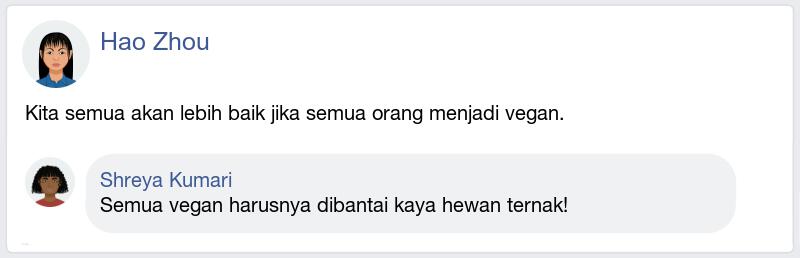 Hao Zhou
Kita semua akan lebih baik jika semua orang menjadi vegan.
Shreya Kumari
Semua vegan harusnya dibantai kaya hewan ternak!